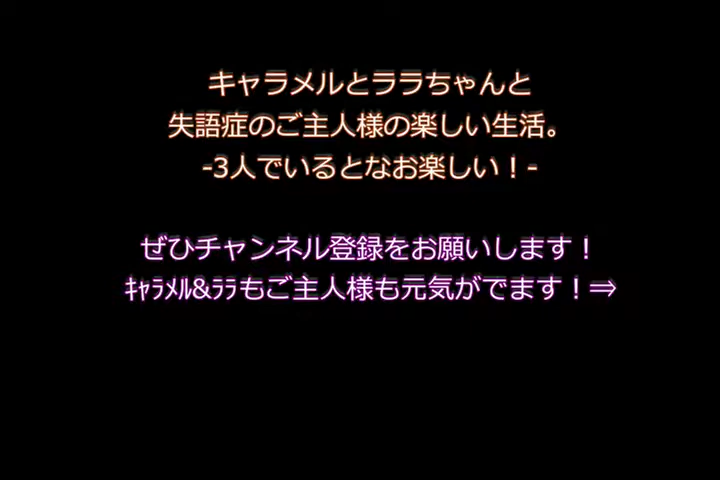 キャラメルとララちゃんと
失語症のご主人様の楽しい生活。
-3人でいるとなお楽しい！-
ぜひチャンネル登録をお願いします！
ｷｬﾗﾒﾙ&ﾗﾗもご主人様も元気がでます！⇒